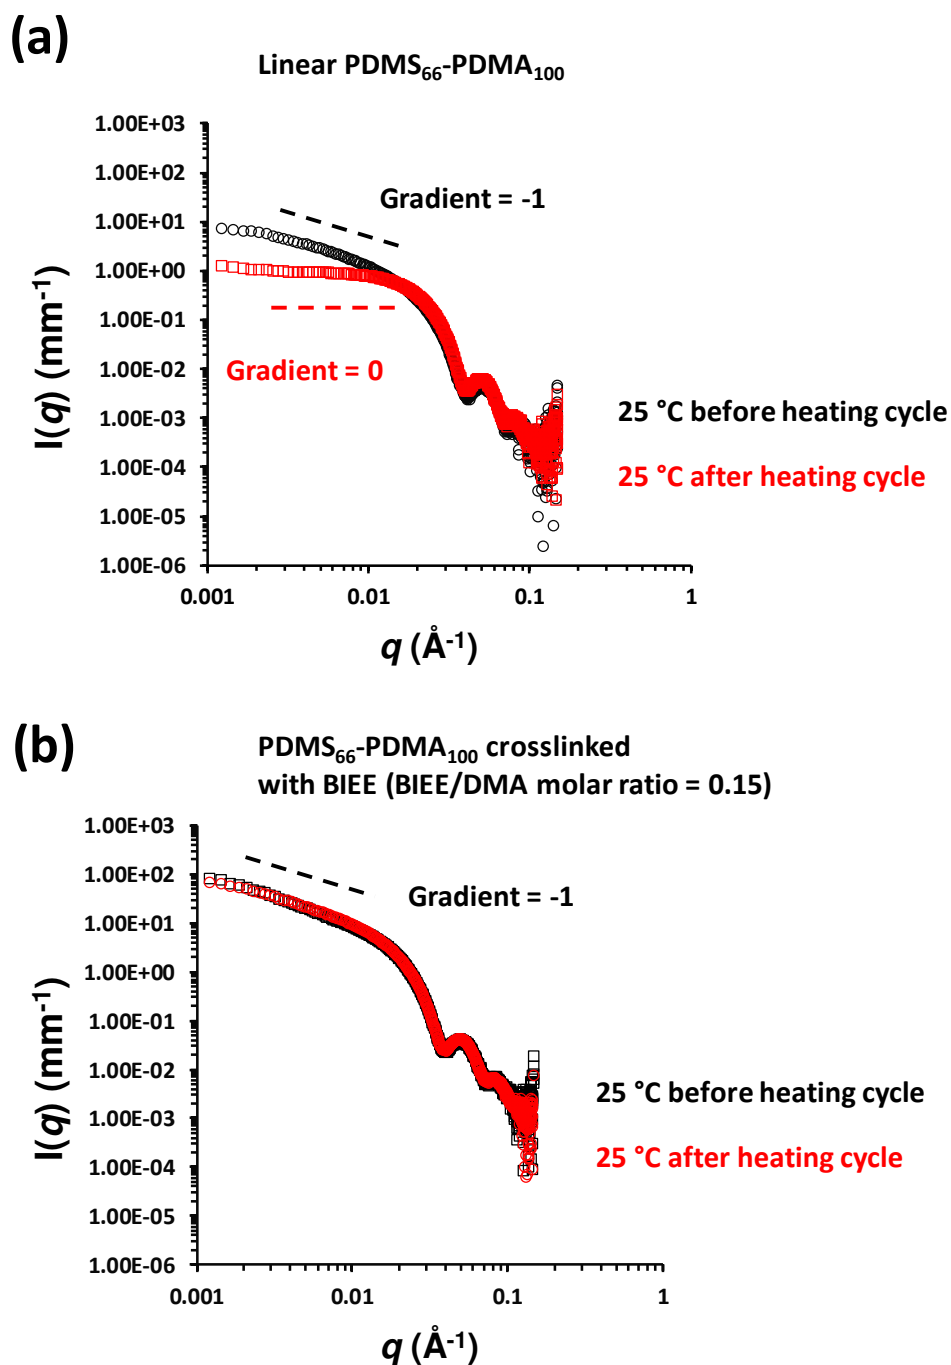 (a)
Linear PDMS₆₆-PDMA₁₀₀
1.00E+03
1.00E+02
1.00E+01
1.00E+00
1.00E-01
1.00E-02
1.00E-03
1.00E-04
1.00E-05
1.00E-06
I(q) (mm⁻¹)
Gradient = -1
Gradient = 0
25 °C before heating cycle
25 °C after heating cycle
0.001 0.01 0.1 1
q (Å⁻¹)
(b)
PDMS₆₆-PDMA₁₀₀ crosslinked
with BIEE (BIEE/DMA molar ratio = 0.15)
1.00E+03
1.00E+02
1.00E+01
1.00E+00
1.00E-01
1.00E-02
1.00E-03
1.00E-04
1.00E-05
1.00E-06
I(q) (mm⁻¹)
Gradient = -1
25 °C before heating cycle
25 °C after heating cycle
0.001 0.01 0.1 1
q (Å⁻¹)